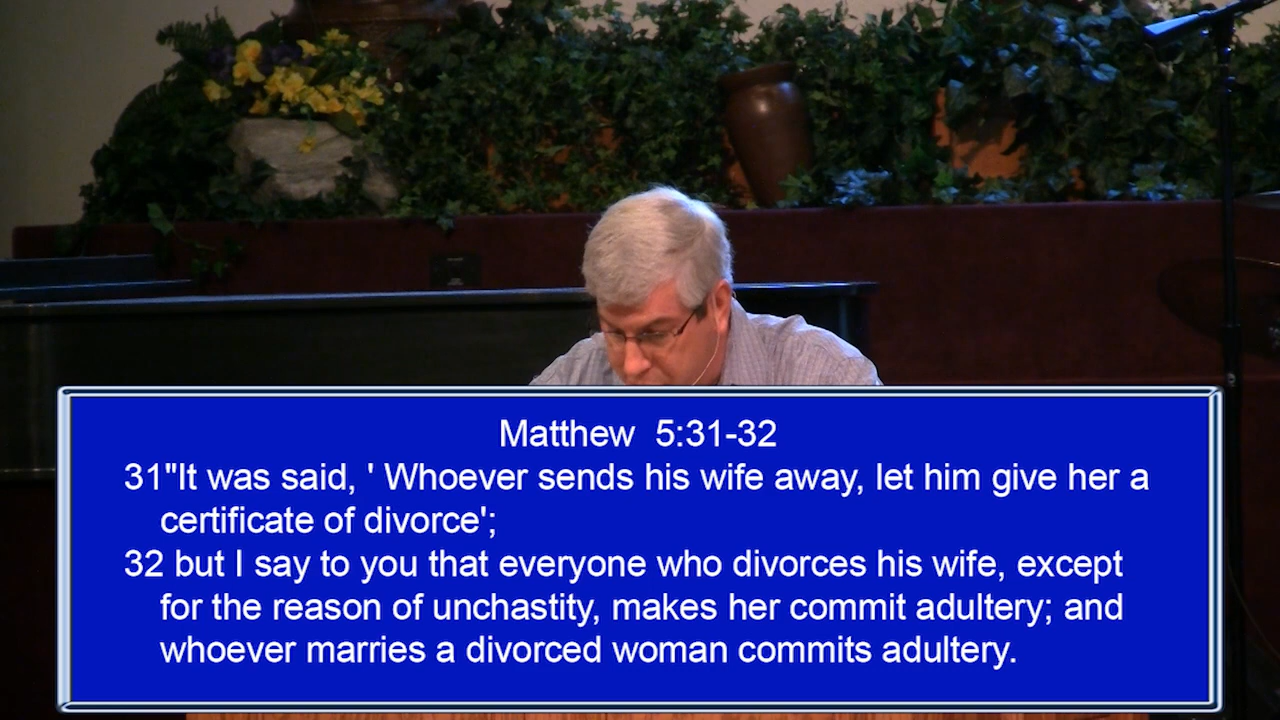 Matthew  5:31-32
31"It was said, ' Whoever sends his wife away, let him give her a
certificate of divorce';
32 but I say to you that everyone who divorces his wife, except
for the reason of unchastity, makes her commit adultery; and
whoever marries a divorced woman commits adultery.